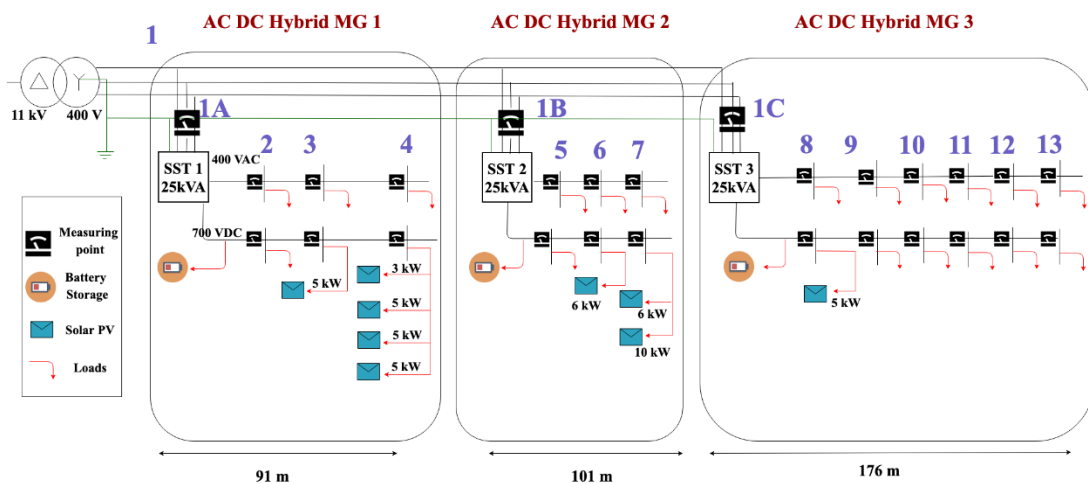 AC DC Hybrid MG 1
AC DC Hybrid MG 2
AC DC Hybrid MG 3
1
11 kV
400 V
1A
1B
1C
SST 1
25kVA
400 VAC
700 VDC
2
3
4
5 kW
3 kW
5 kW
5 kW
5 kW
SST 2
25kVA
5
6
7
6 kW
6 kW
10 kW
SST 3
25kVA
8
9
10
11
12
13
5 kW
Measuring
point
Battery
Storage
Solar PV
Loads
91 m
101 m
176 m